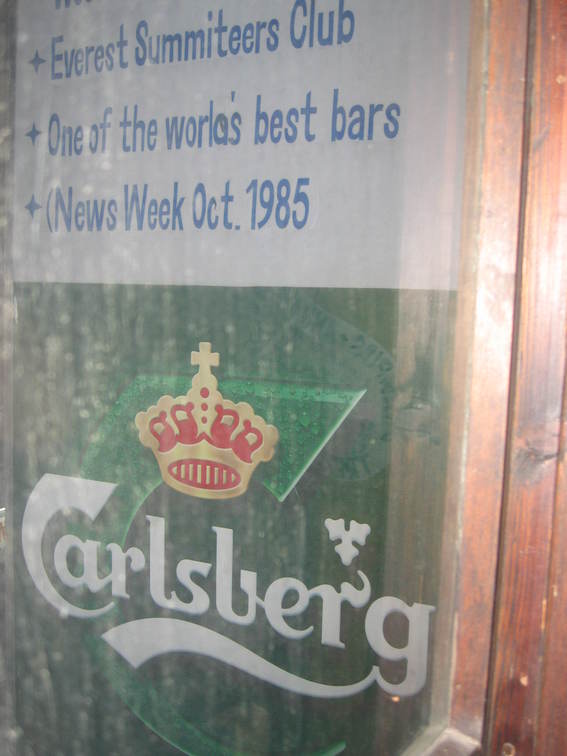 Everest Summiteers Club
One of the world's best bars
(News Week Oct. 1985
Carlsberg